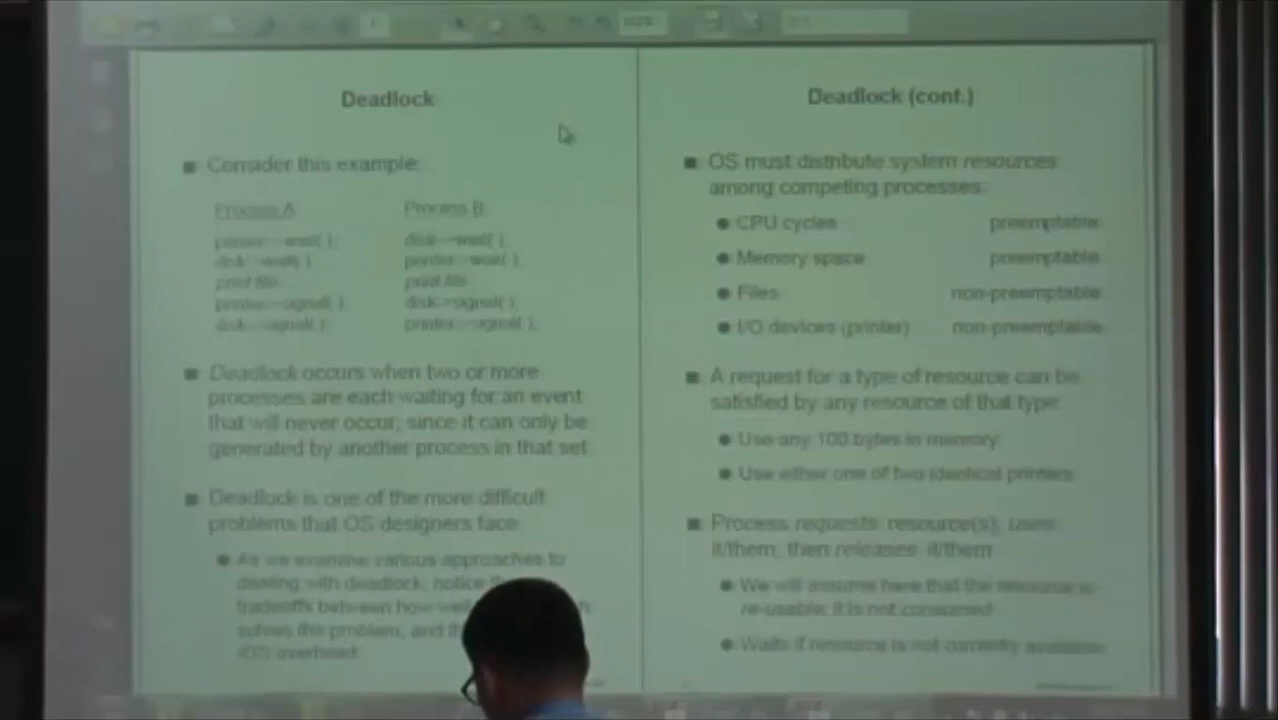 Deadlock
■ Consider this example:
Process A Process B
printer->wait( ); disk->wait( );
disk->wait( ); printer->wait( );
print file print file
printer->signal( ); disk->signal( );
disk->signal( ); printer->signal( );
■ Deadlock occurs when two or more
processes are each waiting for an event
that will never occur, since it can only be
generated by another process in that set
■ Deadlock is one of the more difficult
problems that OS designers face
● As we examine various approaches to
dealing with deadlock, notice
tradeoffs between how well
solves the problem, and
OS overhead
Deadlock (cont.)
■ OS must distribute system resources
among competing processes:
● CPU cycles preemptable
● Memory space preemptable
● Files non-preemptable
● I/O devices (printer) non-preemptable
■ A request for a type of resource can be
satisfied by any resource of that type
● Use any 100 bytes in memory
● Use either one of two identical printers
■ Process requests resource(s), uses
it/them, then releases it/them
● We will assume here that the resource is
re-usable; it is not consumed
● Waits if resource is not currently available